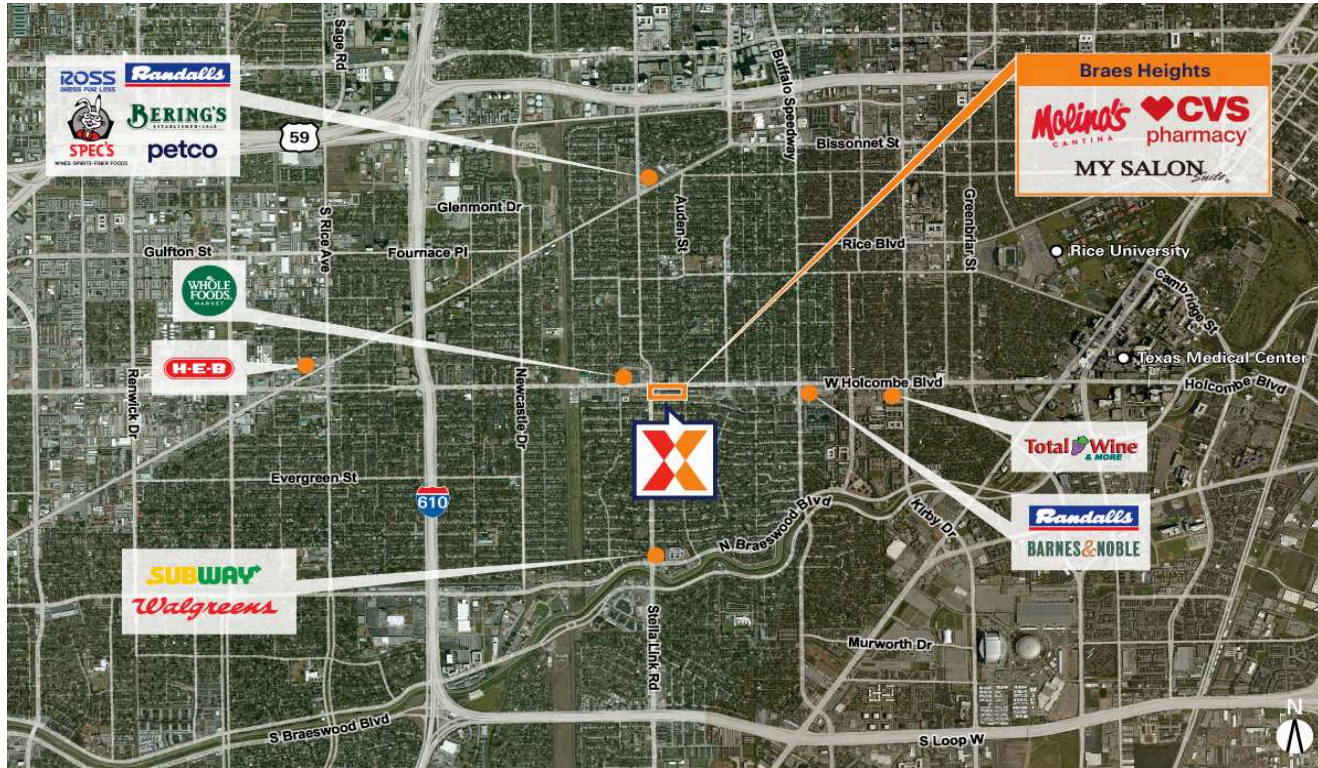 ROSS
DRESS FOR LESS
Randalls
SPEC'S
WINES·SPIRITS·FINER FOODS
BERING'S
ESTABLISHED·1940
petco
59
Sage Rd
Buffalo Speedway
Braes Heights
Molina's
CANTINA
CVS
pharmacy
MY SALON
Suite
Bissonnet St
S Rice Ave
Glenmont Dr
Auden St
Greenbriar St
Gulfton St
Fournace Pl
Rice Blvd
Rice University
Cambridge St
WHOLE
FOODS
MARKET
H-E-B
Renwick Dr
Newcastle Dr
W Holcombe Blvd
Texas Medical Center
Holcombe Blvd
Total Wine
& MORE
Evergreen St
610
N Braeswood Blvd
Kirby Dr
Randalls
BARNES&NOBLE
SUBWAY
Walgreens
Stella Link Rd
Murworth Dr
S Braeswood Blvd
S Loop W
N